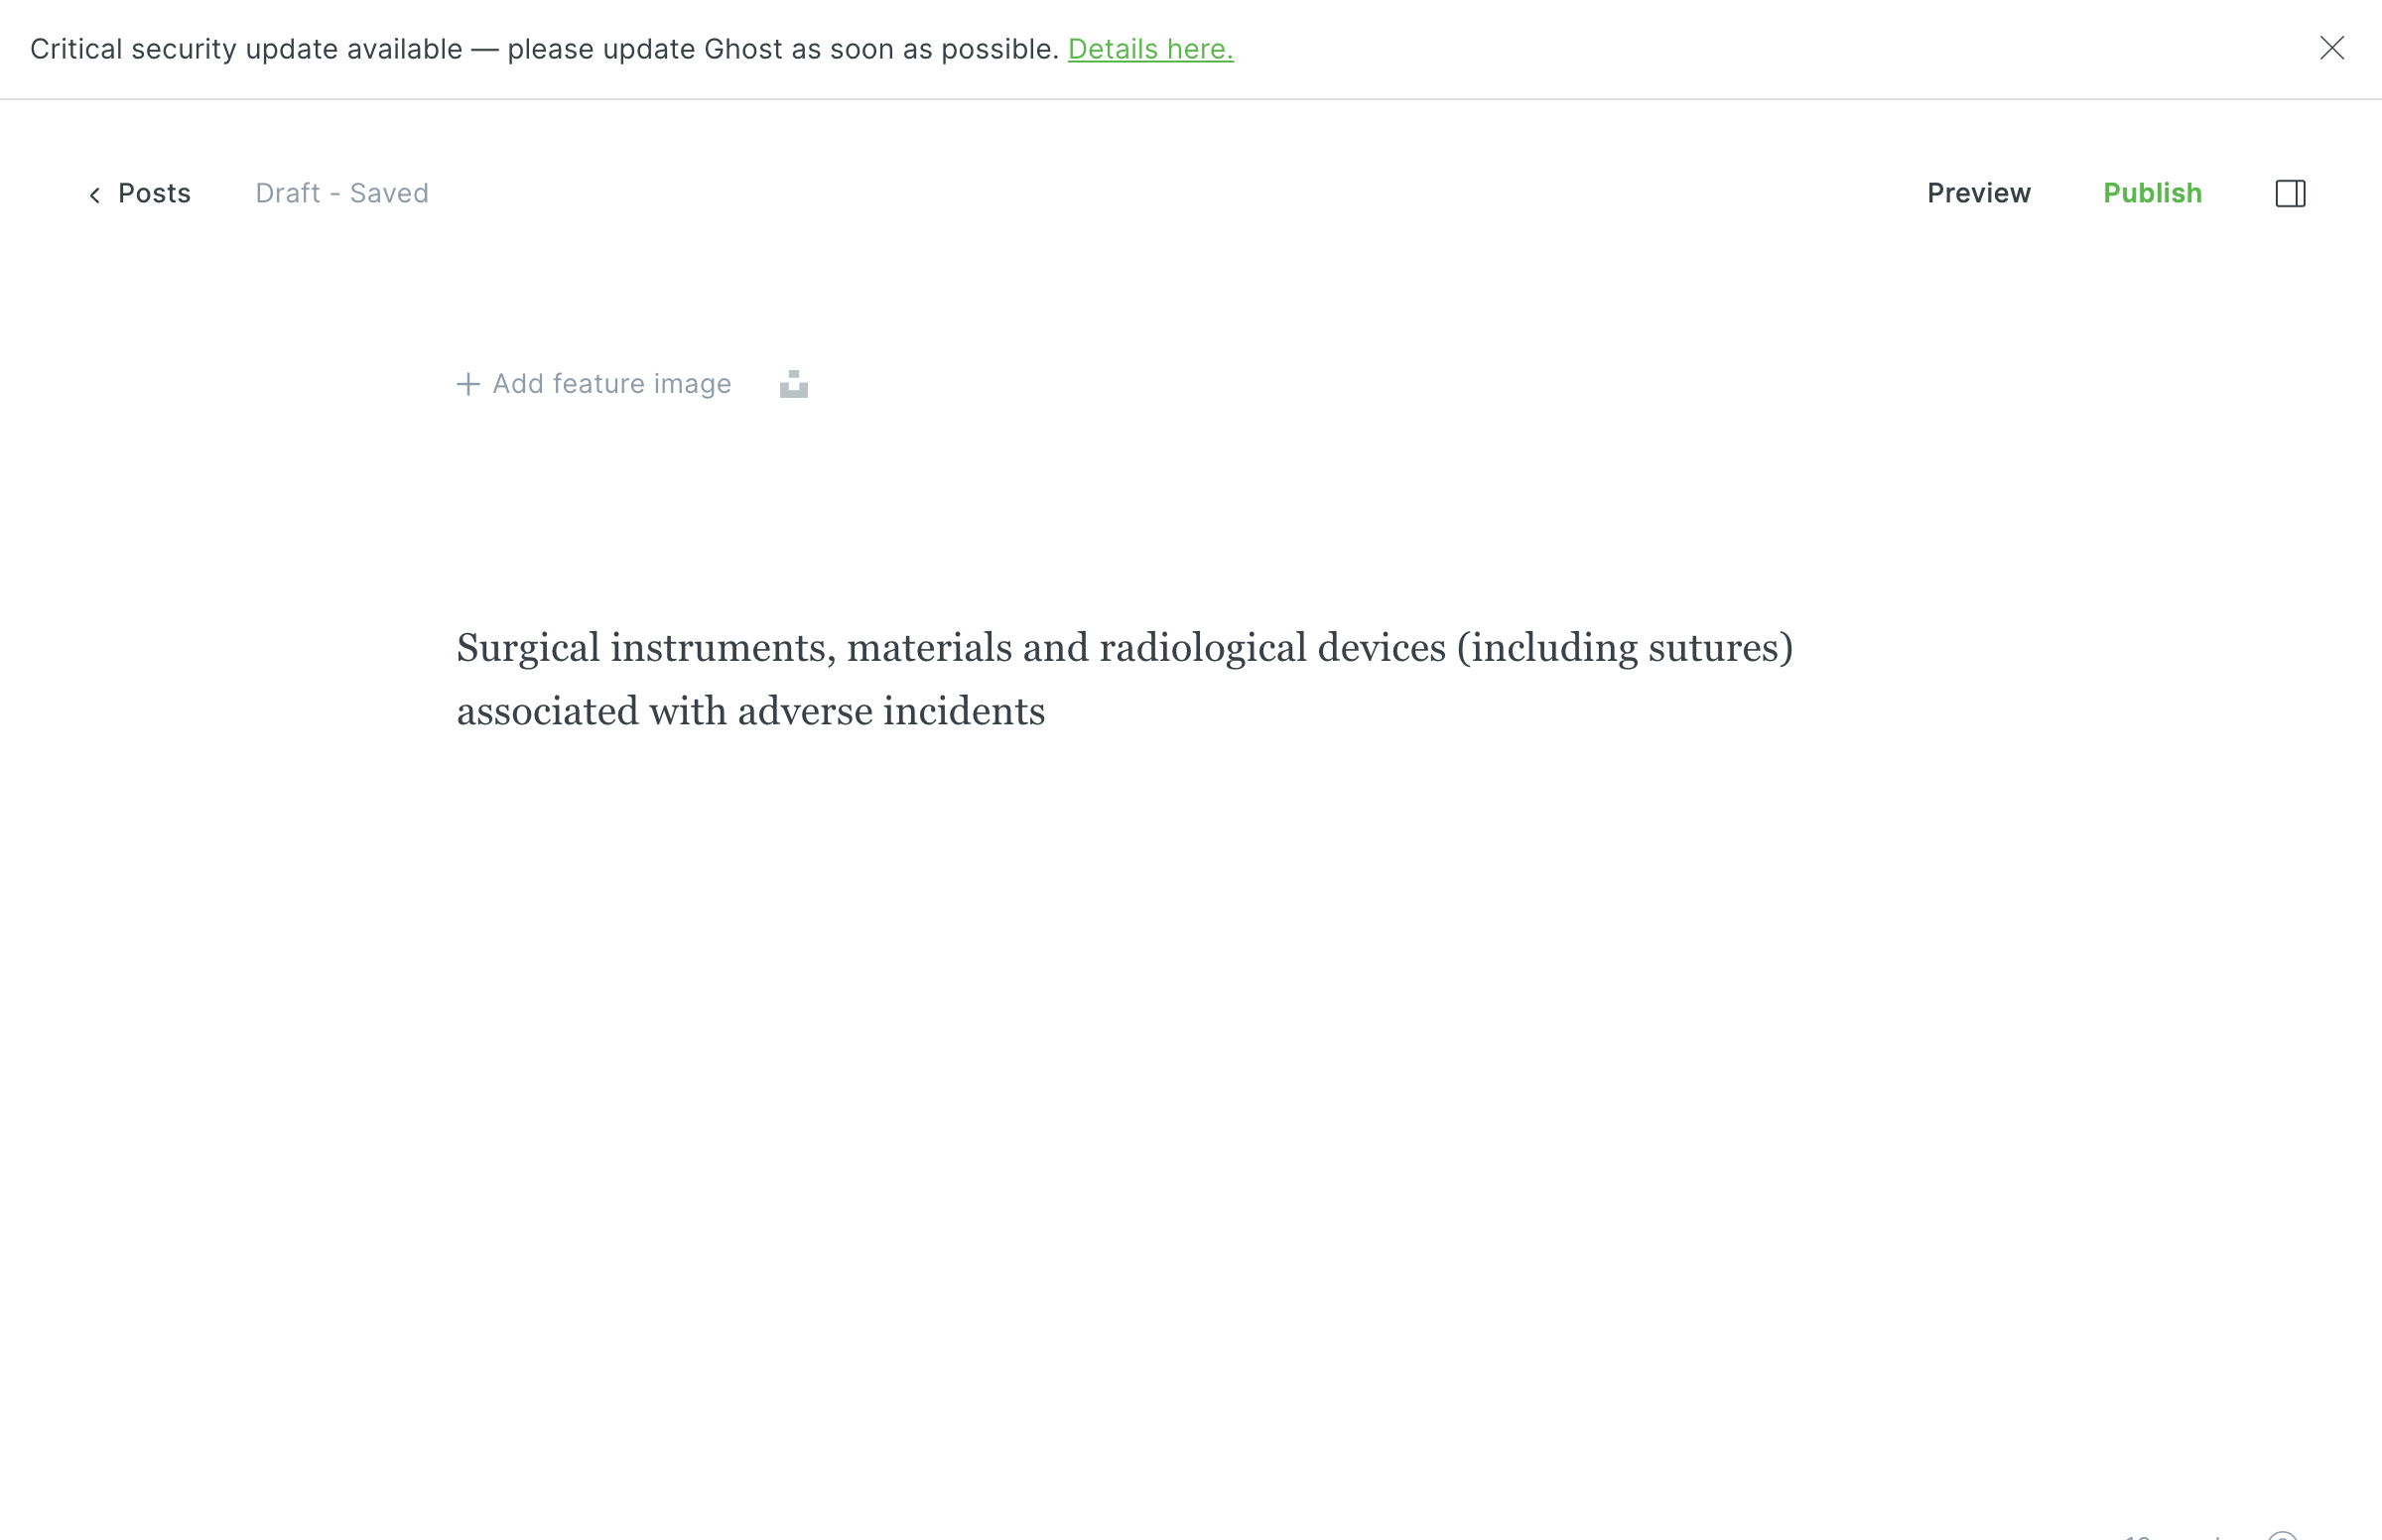 Critical security update available — please update Ghost as soon as possible. Details here.
Posts Draft - Saved Preview Publish
Add feature image
Surgical instruments, materials and radiological devices (including sutures)
associated with adverse incidents